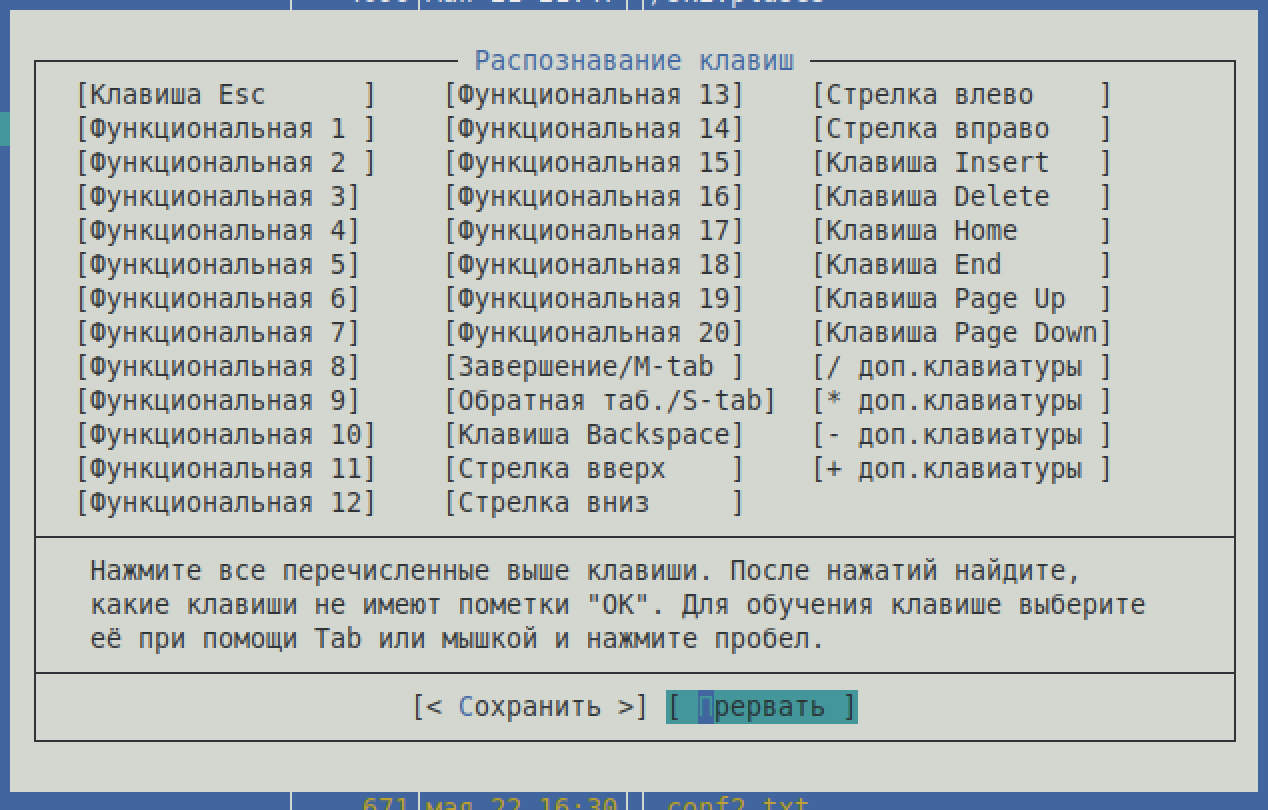 Распознавание клавиш
[Клавиша Esc      ] [Функциональная 13] [Стрелка влево    ]
[Функциональная 1 ] [Функциональная 14] [Стрелка вправо   ]
[Функциональная 2 ] [Функциональная 15] [Клавиша Insert   ]
[Функциональная 3] [Функциональная 16] [Клавиша Delete   ]
[Функциональная 4] [Функциональная 17] [Клавиша Home     ]
[Функциональная 5] [Функциональная 18] [Клавиша End      ]
[Функциональная 6] [Функциональная 19] [Клавиша Page Up  ]
[Функциональная 7] [Функциональная 20] [Клавиша Page Down]
[Функциональная 8] [Завершение/M-tab ] [/ доп.клавиатуры ]
[Функциональная 9] [Обратная таб./S-tab] [* доп.клавиатуры ]
[Функциональная 10] [Клавиша Backspace] [- доп.клавиатуры ]
[Функциональная 11] [Стрелка вверх    ] [+ доп.клавиатуры ]
[Функциональная 12] [Стрелка вниз     ]
Нажмите все перечисленные выше клавиши. После нажатий найдите,
какие клавиши не имеют пометки "OK". Для обучения клавише выберите
её при помощи Tab или мышкой и нажмите пробел.
[< Сохранить >] [ Прервать ]
671 мая 22 16:30 conf2.txt